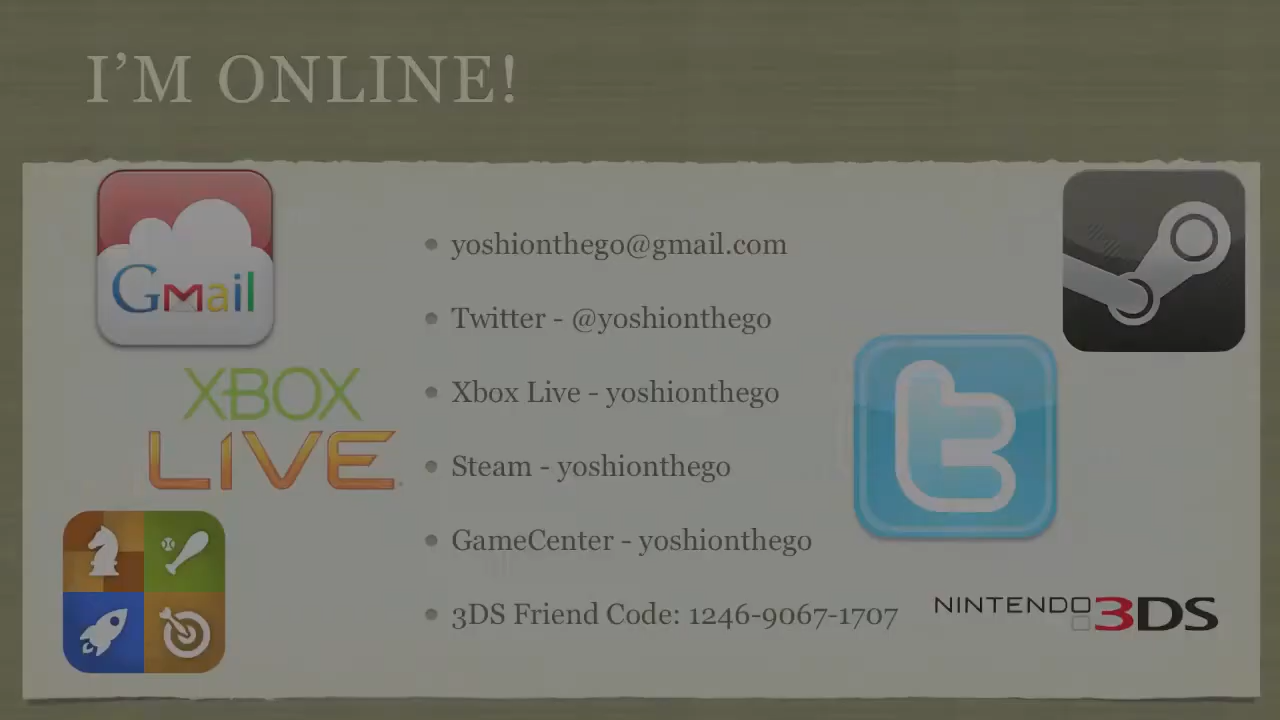 I'M ONLINE!
Gmail
yoshionthego@gmail.com
Twitter - @yoshionthego
XBOX
LIVE
Xbox Live - yoshionthego
Steam - yoshionthego
GameCenter - yoshionthego
3DS Friend Code: 1246-9067-1707
NINTENDO 3DS